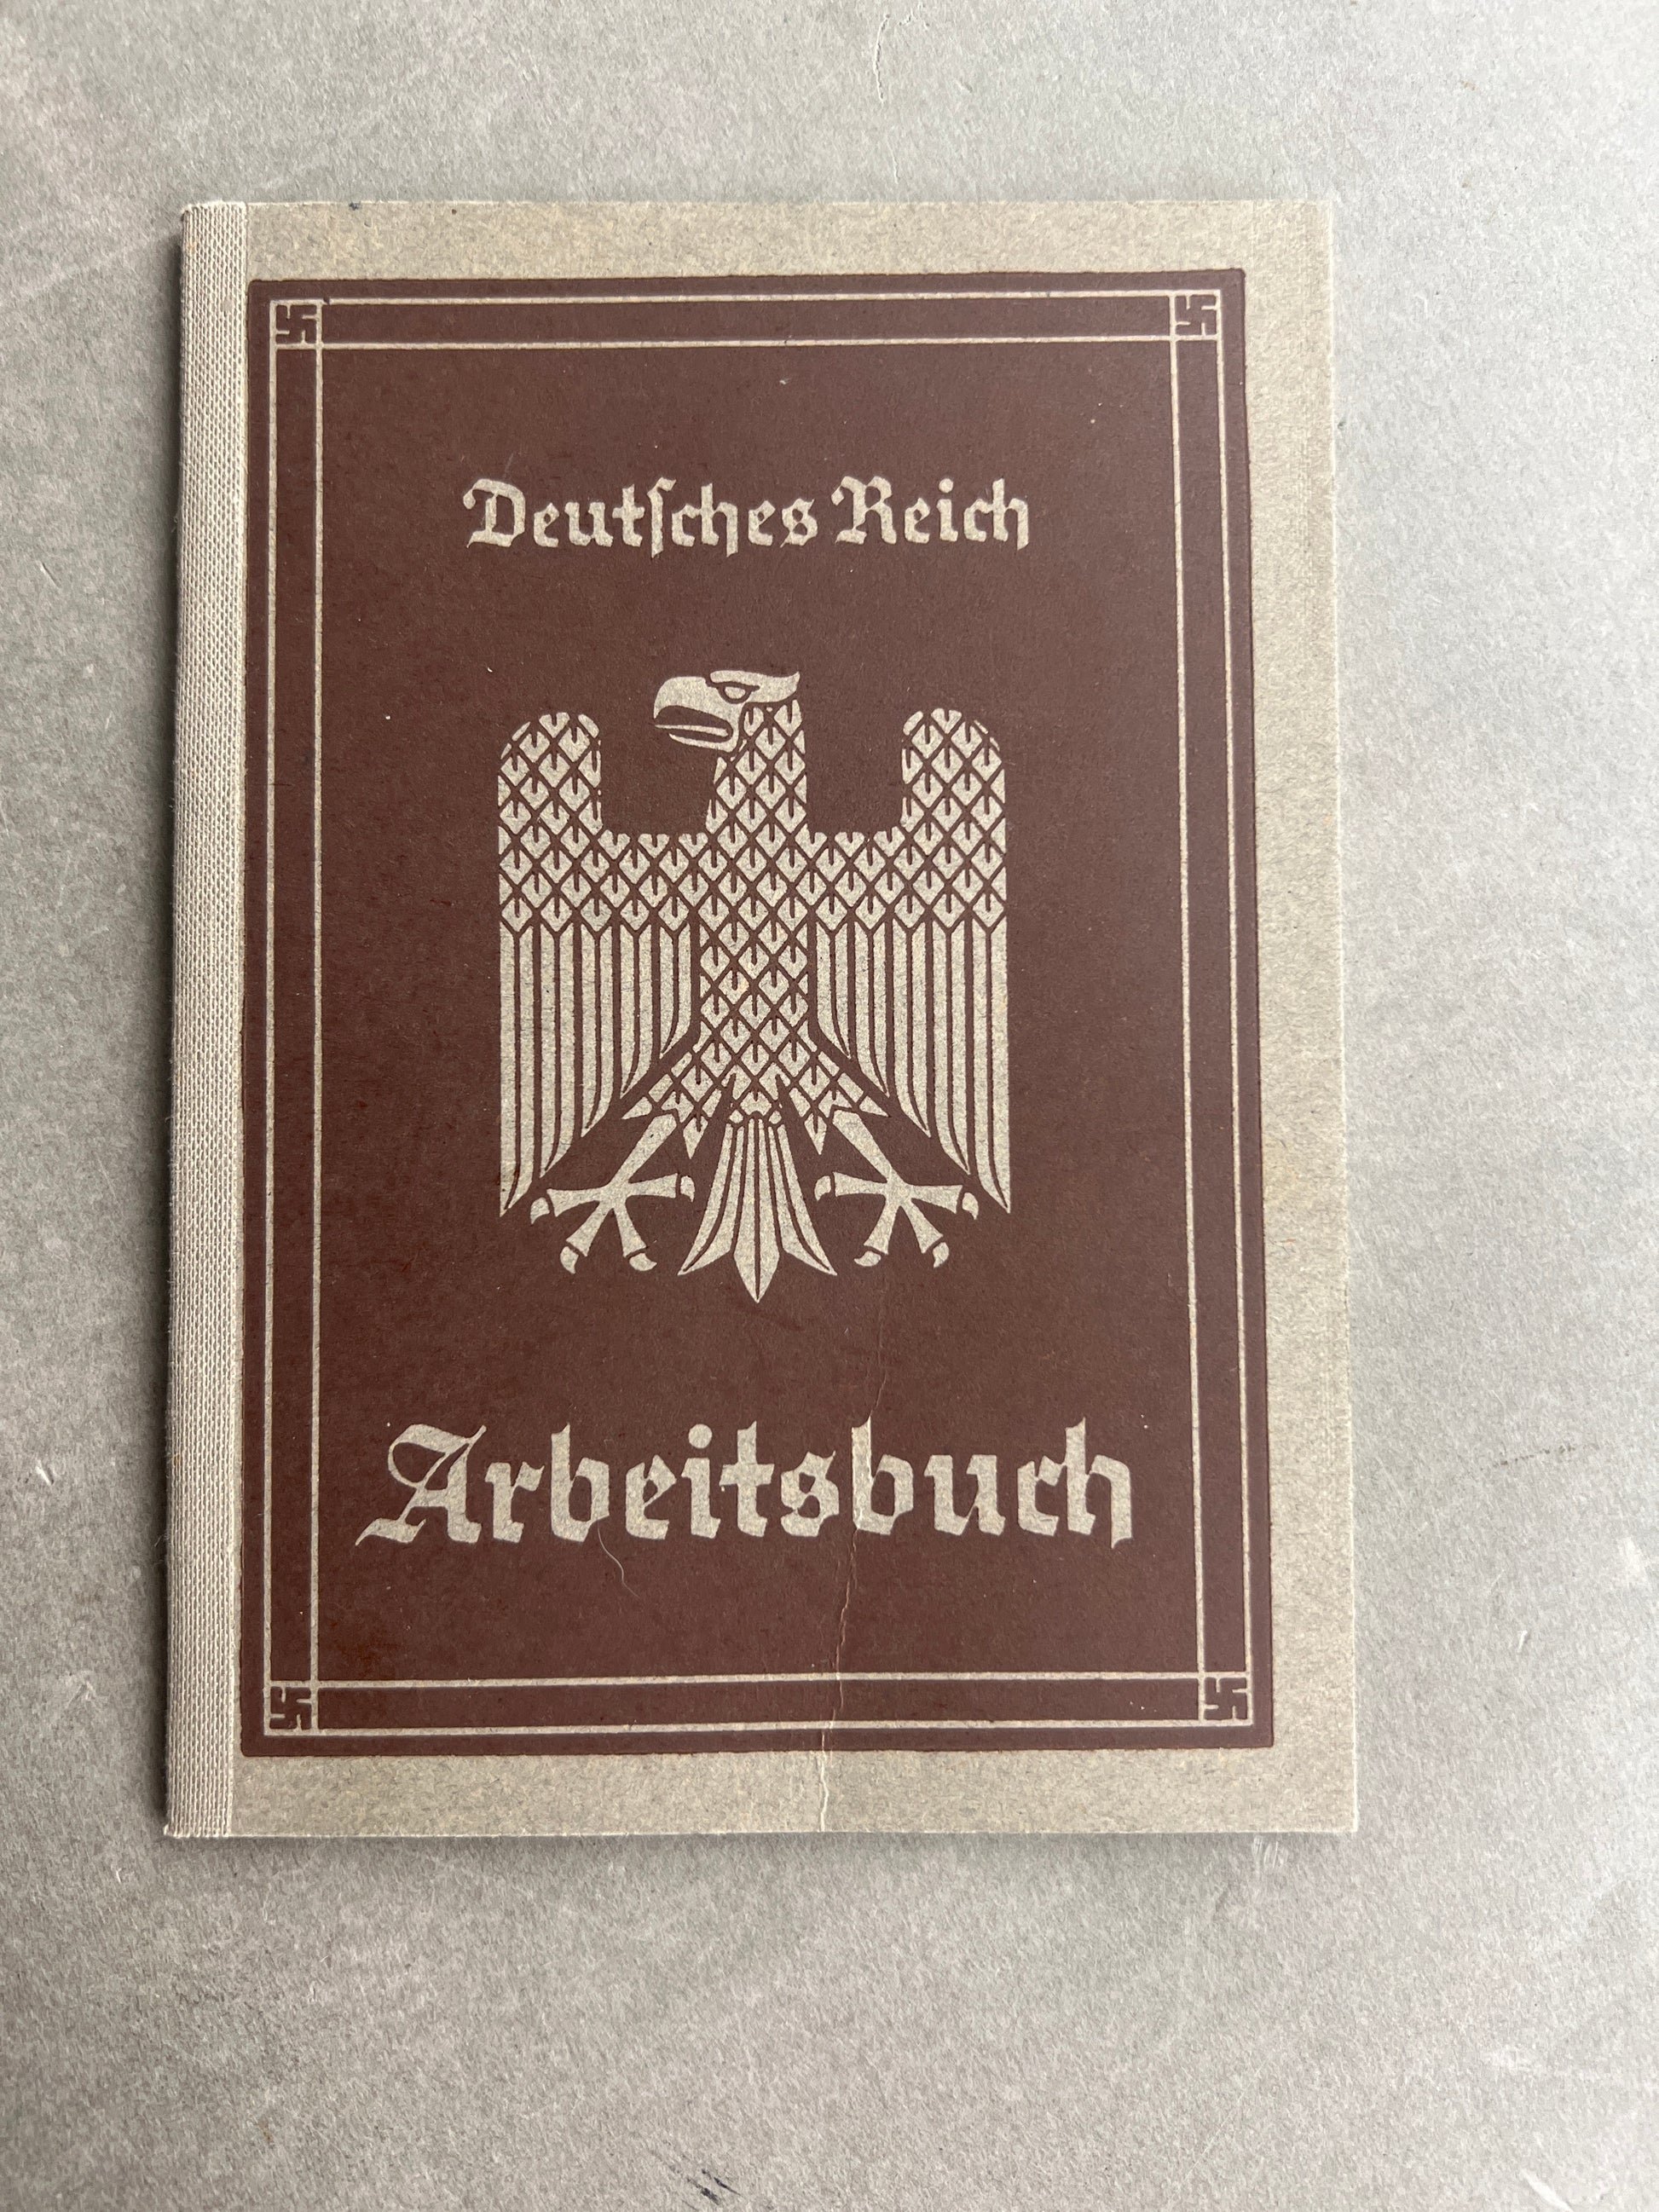 Deutſches Reich
Arbeitsbuch